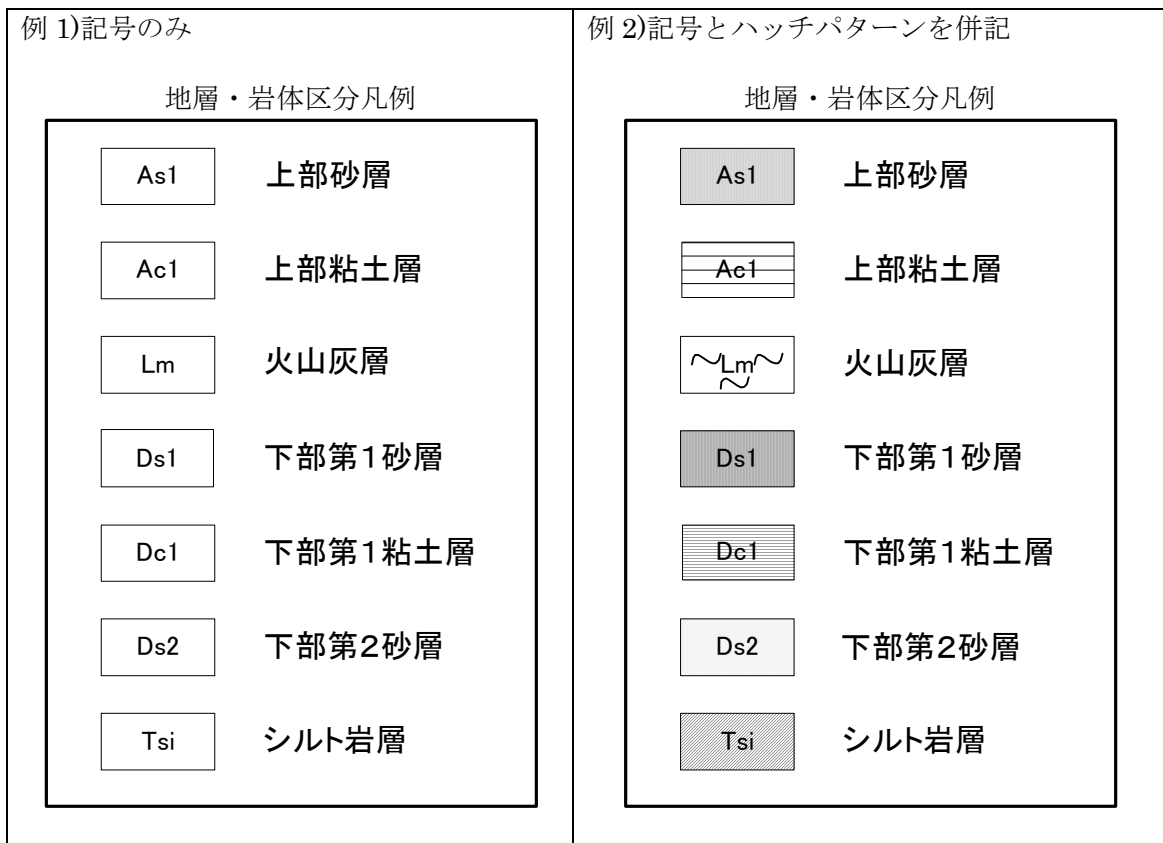 例 1)記号のみ
地層・岩体区分凡例
As1 上部砂層
Ac1 上部粘土層
Lm 火山灰層
Ds1 下部第１砂層
Dc1 下部第１粘土層
Ds2 下部第２砂層
Tsi シルト岩層
例 2)記号とハッチパターンを併記
地層・岩体区分凡例
As1 上部砂層
Ac1 上部粘土層
Lm 火山灰層
Ds1 下部第１砂層
Dc1 下部第１粘土層
Ds2 下部第２砂層
Tsi シルト岩層